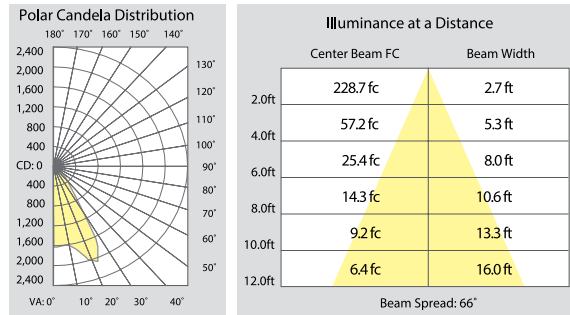 Polar Candela Distribution
180° 170° 160° 150° 140°
2,400
2,000
1,600
1,200
800
400
CD: 0
400
800
1,200
1,600
2,000
2,400
130°
120°
110°
100°
90°
80°
70°
60°
50°
VA: 0° 10° 20° 30° 40°
Illuminance at a Distance
Center Beam FC Beam Width
228.7 fc 2.7 ft
2.0ft
57.2 fc 5.3 ft
4.0ft
25.4 fc 8.0 ft
6.0ft
14.3 fc 10.6 ft
8.0ft
9.2 fc 13.3 ft
10.0ft
6.4 fc 16.0 ft
12.0ft
Beam Spread: 66°